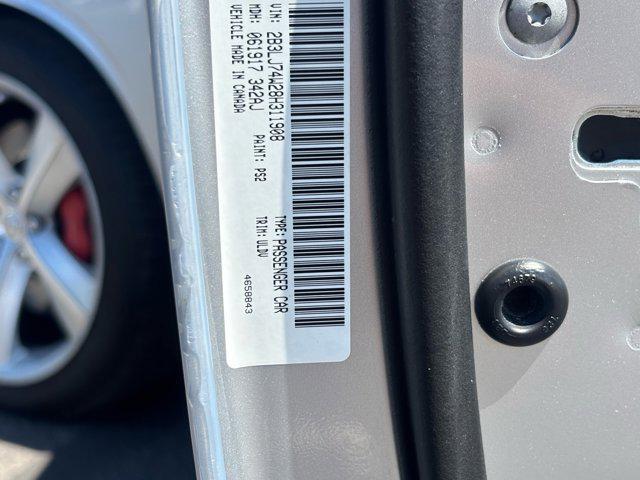 VIN: 2B3LJ74W28H311908
MDH: 061917 342AJ
VEHICLE MADE IN CANADA
PAINT: PS2
TYPE: PASSENGER CAR
TRIM: ULDV
4658843